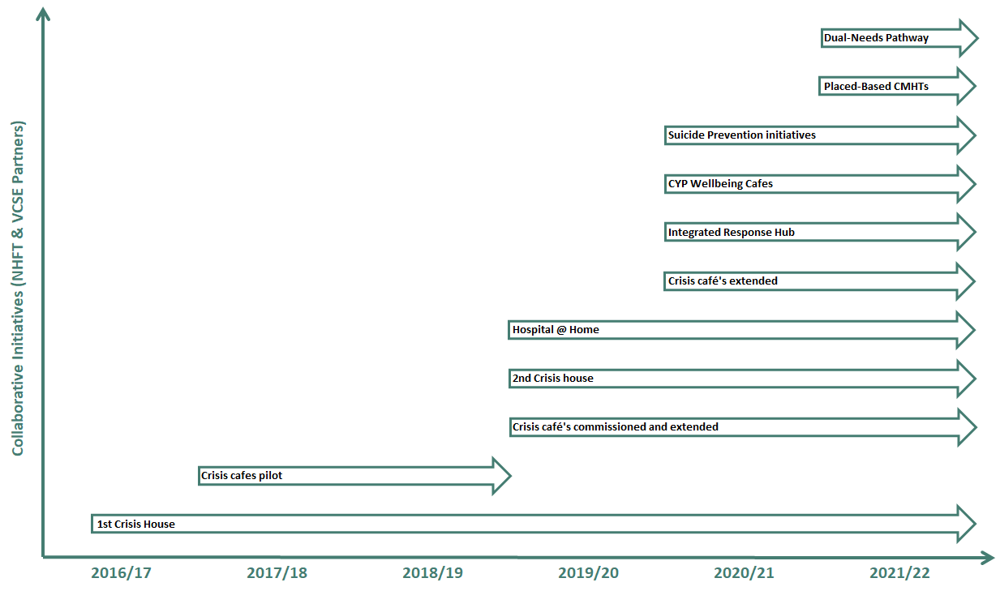 Collaborative Initiatives (NHFT & VCSE Partners)
Dual-Needs Pathway
Placed-Based CMHTs
Suicide Prevention initiatives
CYP Wellbeing Cafes
Integrated Response Hub
Crisis café's extended
Hospital @ Home
2nd Crisis house
Crisis café's commissioned and extended
Crisis cafes pilot
1st Crisis House
2016/17 2017/18 2018/19 2019/20 2020/21 2021/22